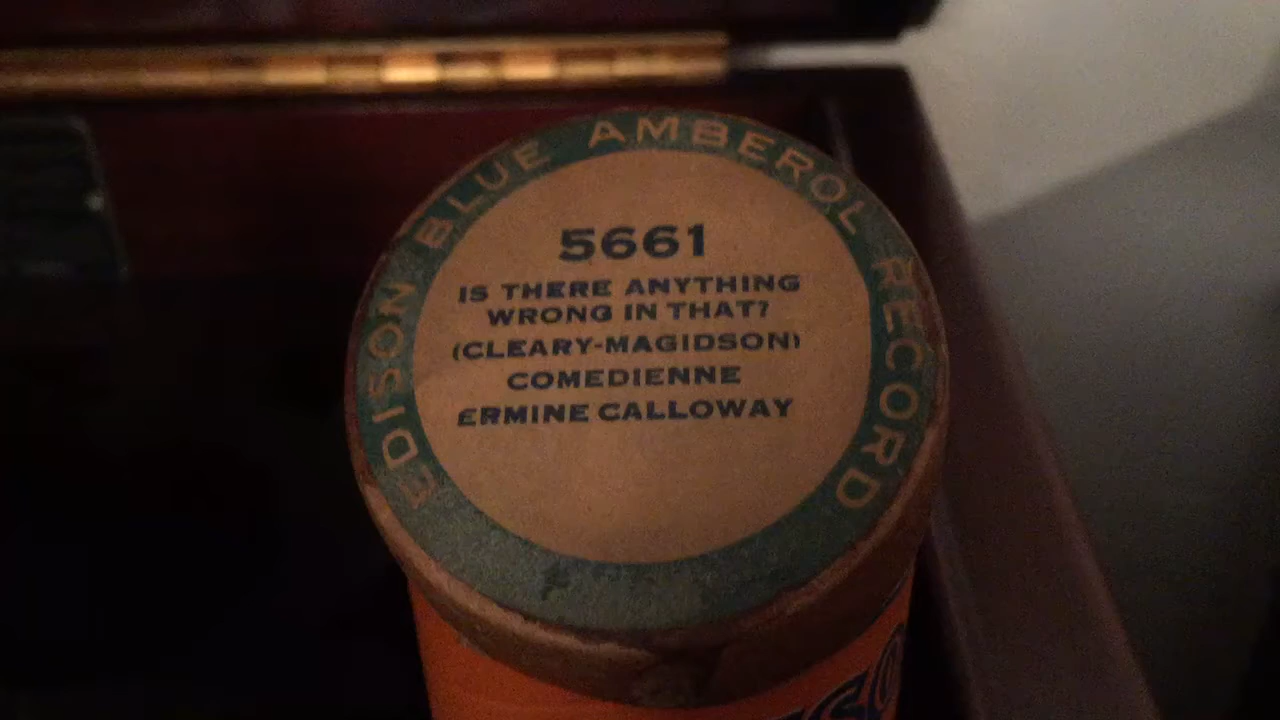 EDISON BLUE AMBEROL RECORD
5661
IS THERE ANYTHING
WRONG IN THAT?
(CLEARY-MAGIDSON)
COMEDIENNE
ERMINE CALLOWAY